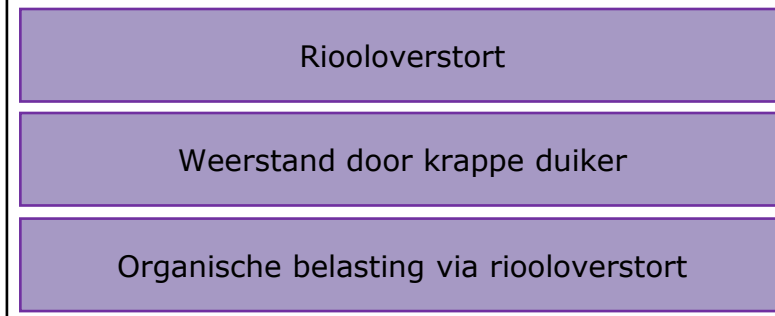 Riooloverstort
Weerstand door krappe duiker
Organische belasting via riooloverstort